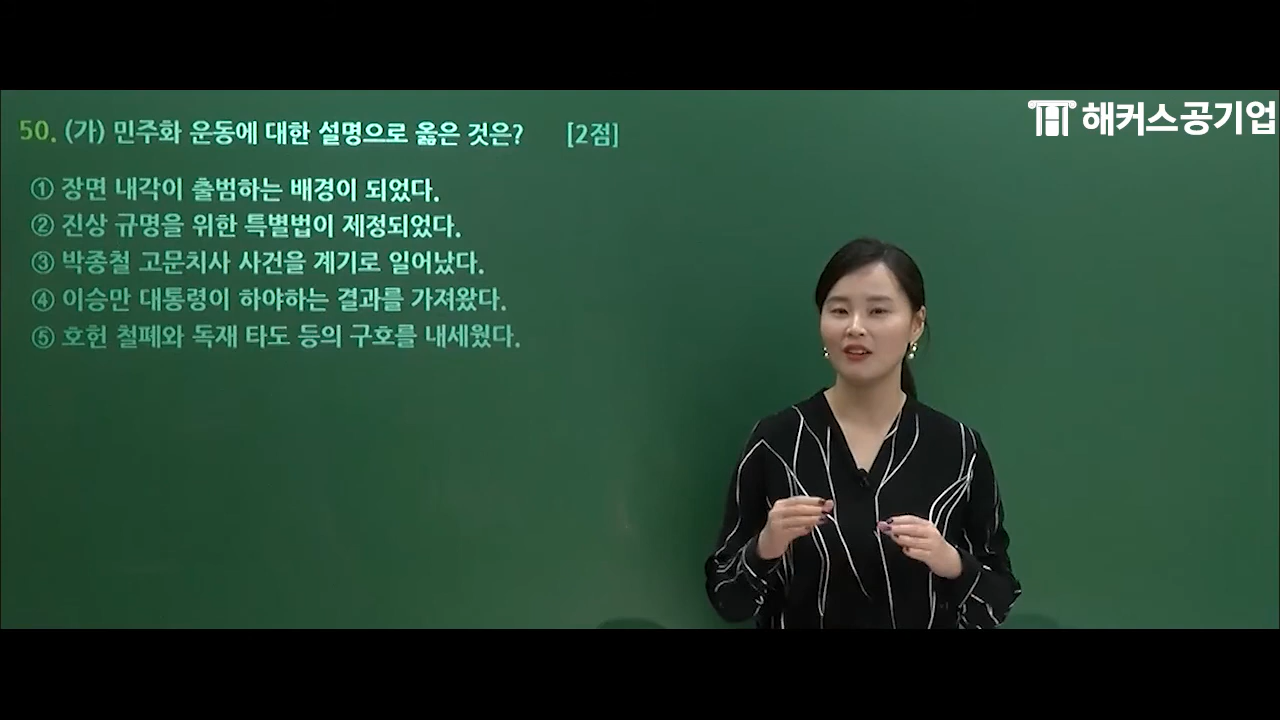 해커스공기업
50. (가) 민주화 운동에 대한 설명으로 옳은 것은? [2점]
① 장면 내각이 출범하는 배경이 되었다.
② 진상 규명을 위한 특별법이 제정되었다.
③ 박종철 고문치사 사건을 계기로 일어났다.
④ 이승만 대통령이 하야하는 결과를 가져왔다.
⑤ 호헌 철폐와 독재 타도 등의 구호를 내세웠다.